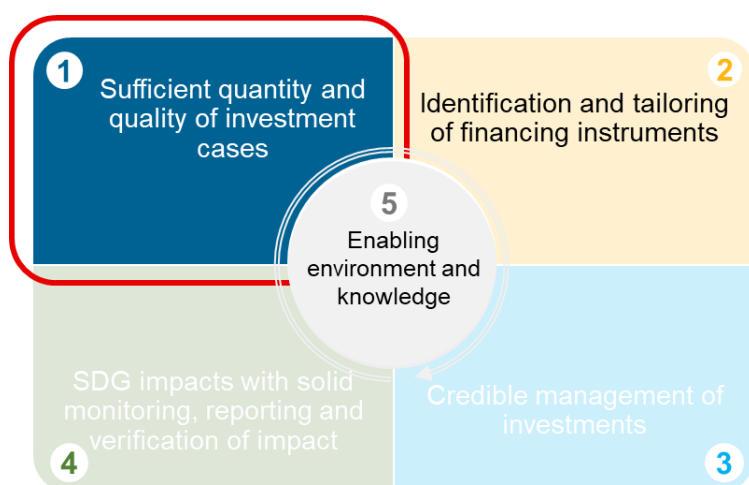 1
Sufficient quantity and
quality of investment
cases
2
Identification and tailoring
of financing instruments
5
Enabling
environment and
knowledge
SDG impacts with solid
monitoring, reporting and
verification of impact
4
Credible management of
investments
3